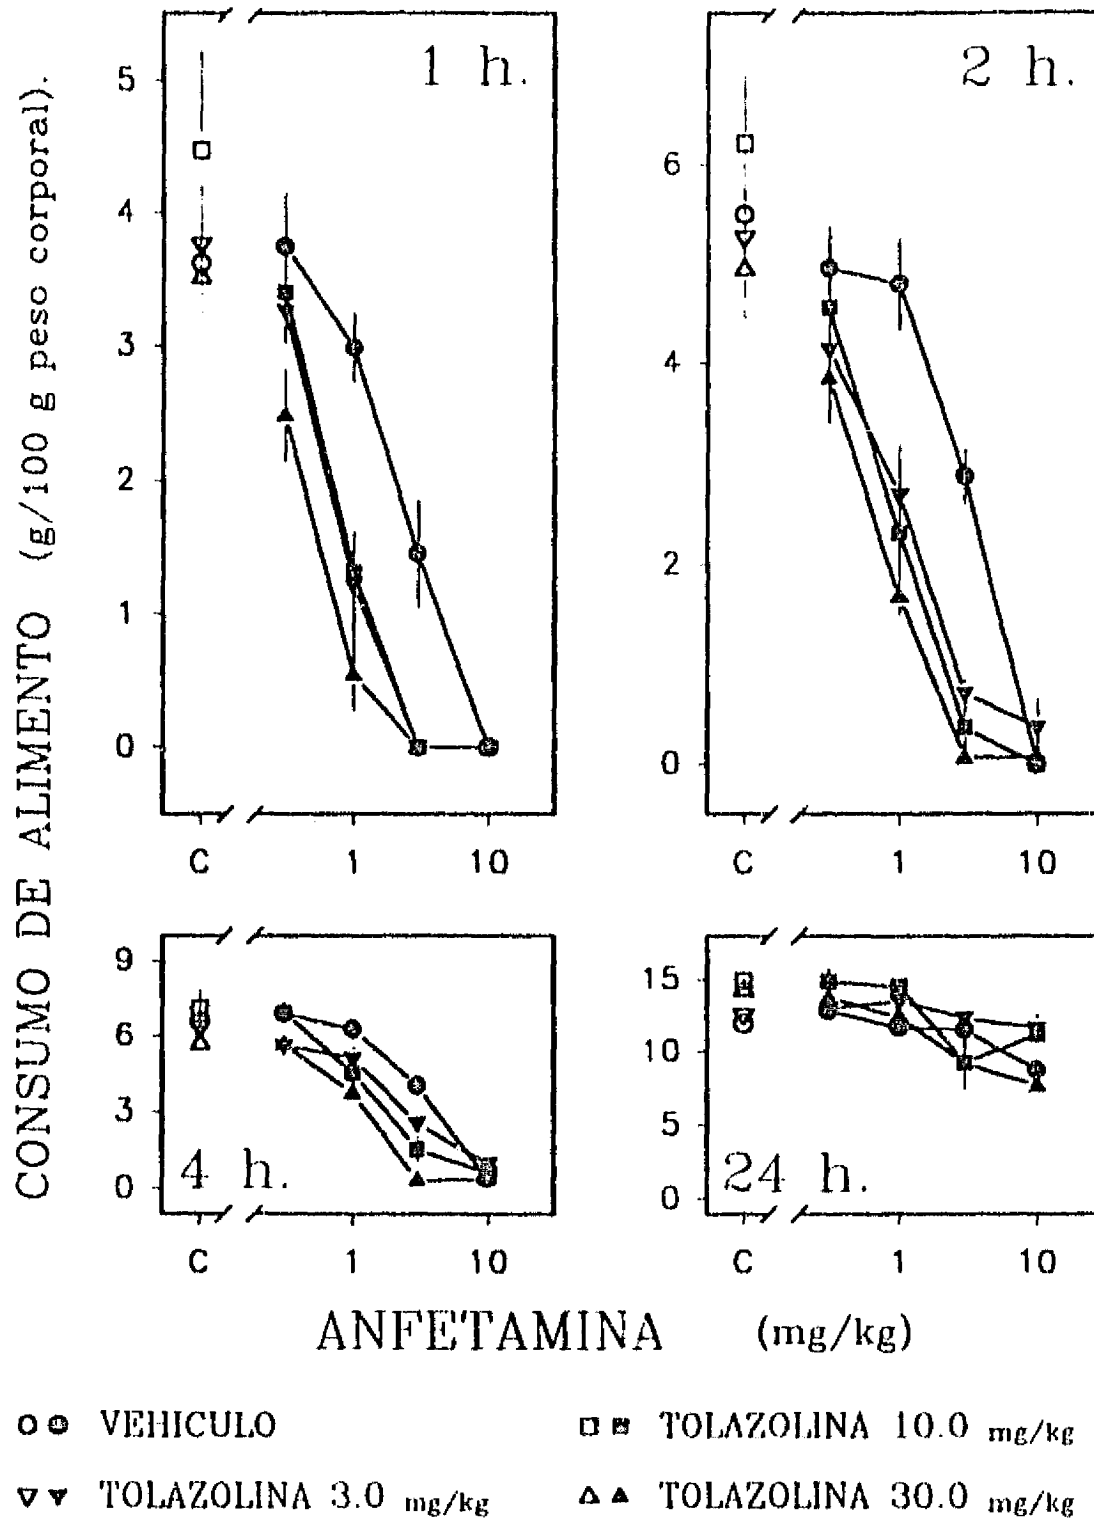 CONSUMO DE ALIMENTO (g/100 g peso corporal).
1 h.
5
4
3
2
1
0
C 1 10
2 h.
6
4
2
0
C 1 10
4 h.
9
6
3
0
C 1 10
24 h.
15
10
5
0
C 1 10
ANFETAMINA (mg/kg)
VEHICULO
TOLAZOLINA 10.0 mg/kg
TOLAZOLINA 3.0 mg/kg
TOLAZOLINA 30.0 mg/kg